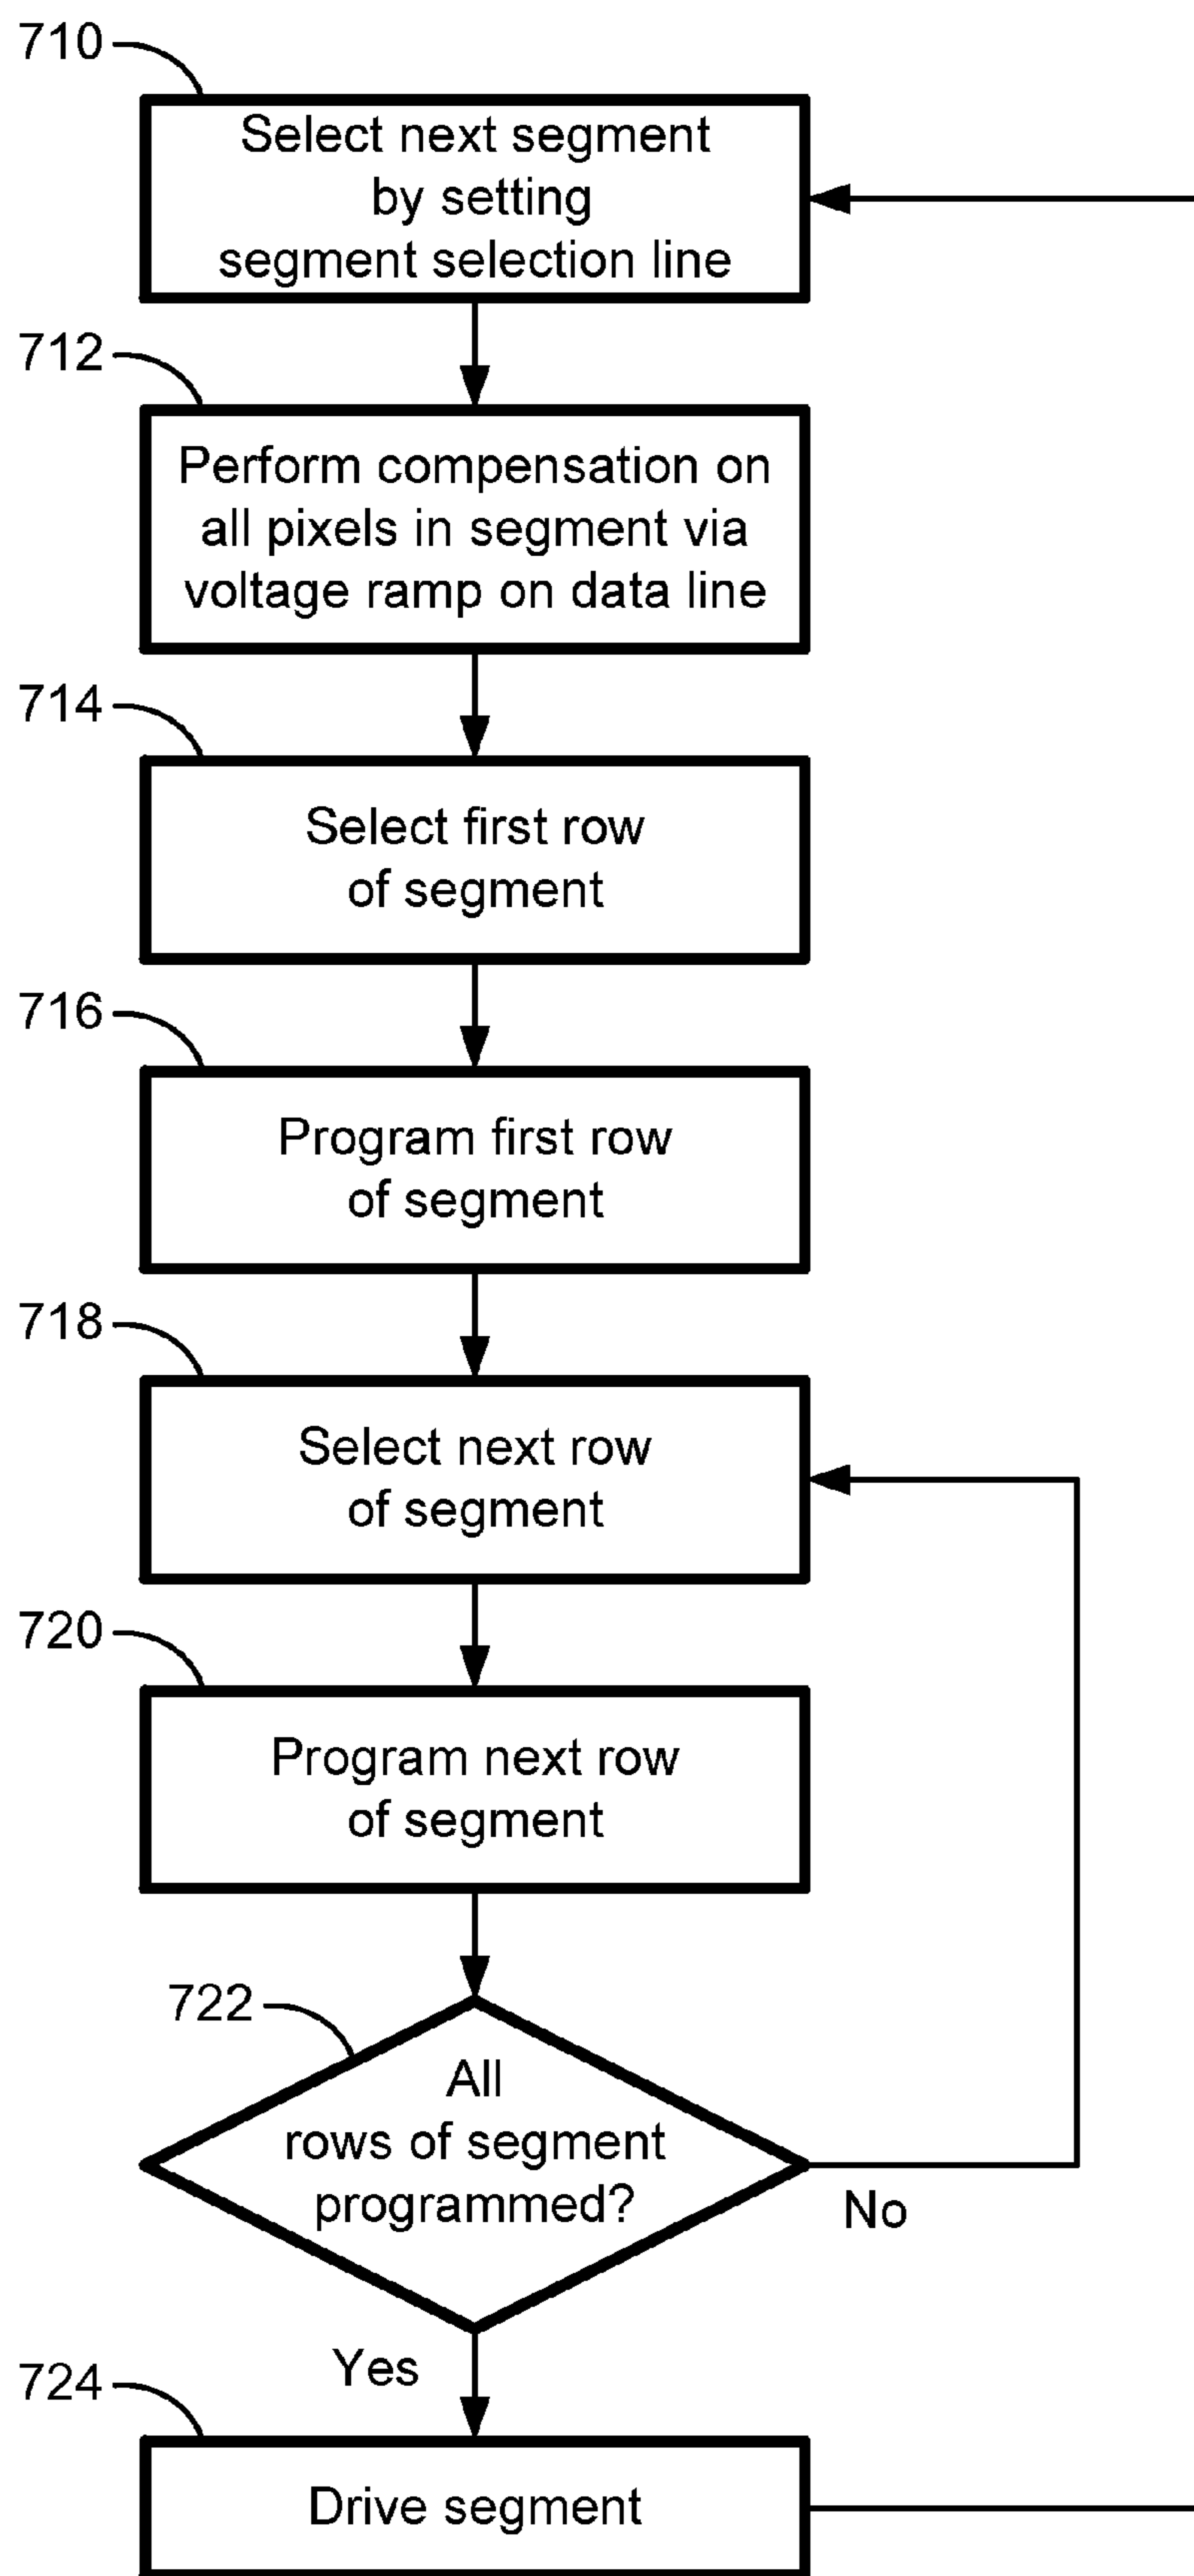 710
Select next segment
by setting
segment selection line
712
Perform compensation on
all pixels in segment via
voltage ramp on data line
714
Select first row
of segment
716
Program first row
of segment
718
Select next row
of segment
720
Program next row
of segment
722
All
rows of segment
programmed?
No
Yes
724
Drive segment